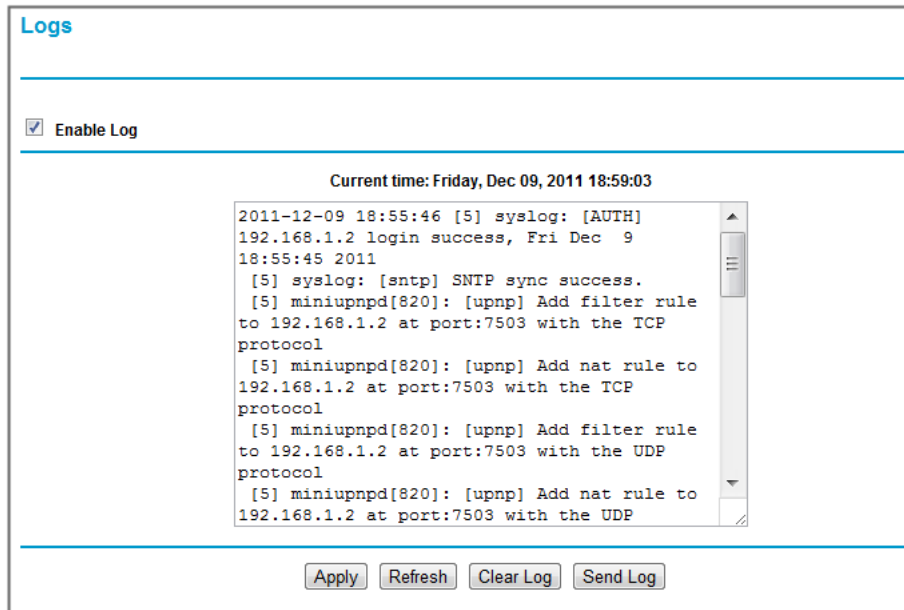 Logs
Enable Log
Current time: Friday, Dec 09, 2011 18:59:03
2011-12-09 18:55:46 [5] syslog: [AUTH]
192.168.1.2 login success, Fri Dec  9
18:55:45 2011
 [5] syslog: [sntp] SNTP sync success.
 [5] miniupnpd[820]: [upnp] Add filter rule
to 192.168.1.2 at port:7503 with the TCP
protocol
 [5] miniupnpd[820]: [upnp] Add nat rule to
192.168.1.2 at port:7503 with the TCP
protocol
 [5] miniupnpd[820]: [upnp] Add filter rule
to 192.168.1.2 at port:7503 with the UDP
protocol
 [5] miniupnpd[820]: [upnp] Add nat rule to
192.168.1.2 at port:7503 with the UDP
Apply Refresh Clear Log Send Log